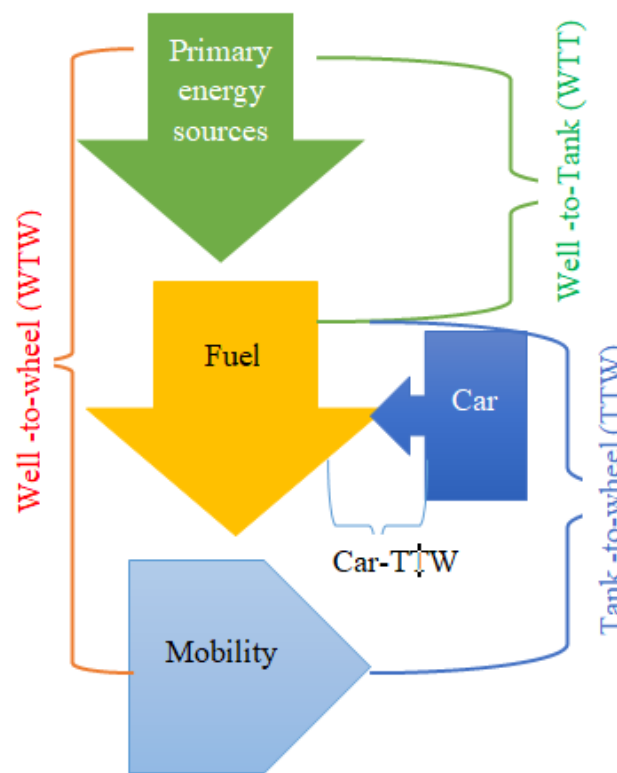 Primary
energy
sources
Well -to-Tank (WTT)
Well -to-wheel (WTW)
Fuel
Car
Tank -to-wheel (TTW)
Car-TTW
Mobility